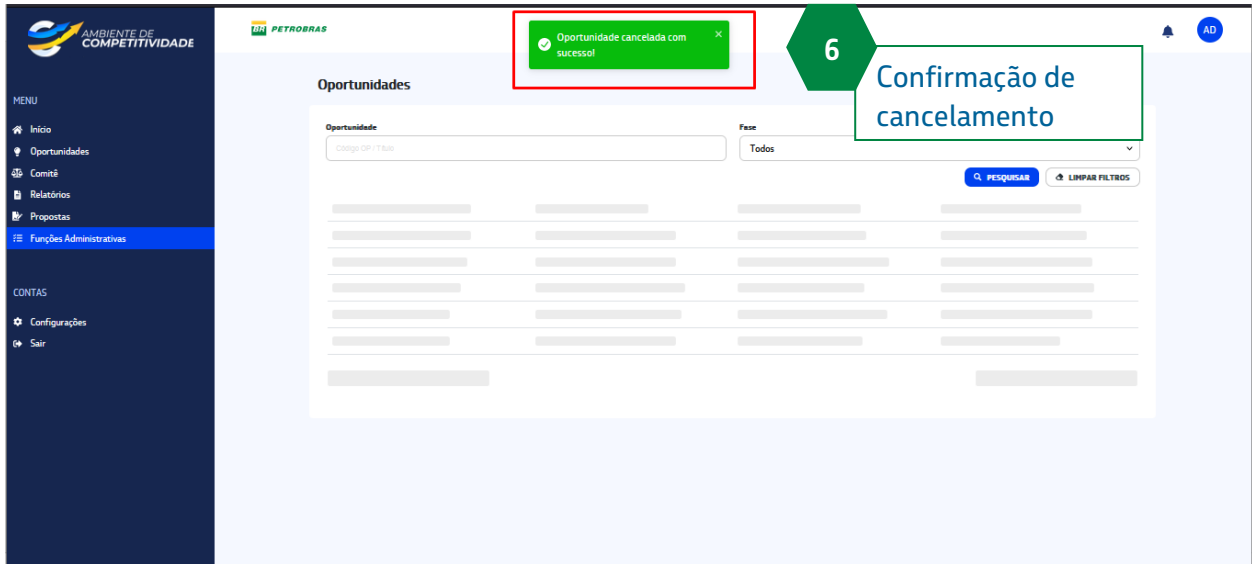 AMBIENTE DE
COMPETITIVIDADE
BR PETROBRAS
Oportunidade cancelada com
sucesso!
×
6
Confirmação de
cancelamento
AD
MENU
Início
Oportunidades
Comitê
Relatórios
Propostas
Funções Administrativas
CONTAS
Configurações
Sair
Oportunidades
Oportunidade
Código OP / Título
Fase
Todos
PESQUISAR
LIMPAR FILTROS